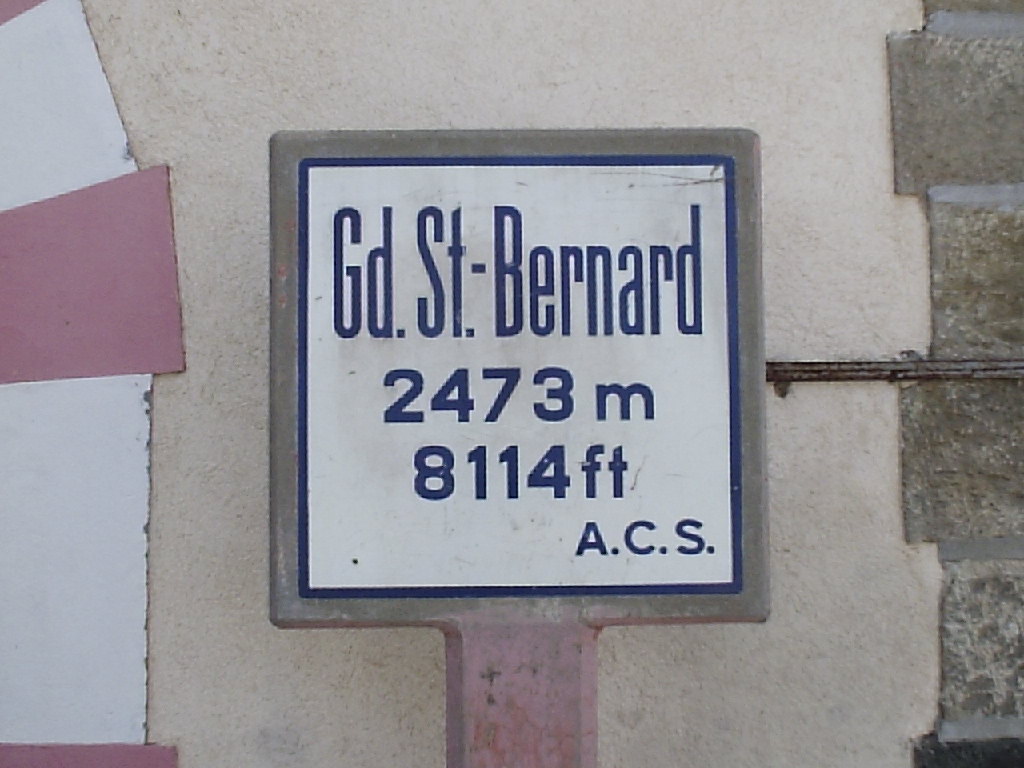 Gd. St.-Bernard
2473 m
8114 ft
A.C.S.